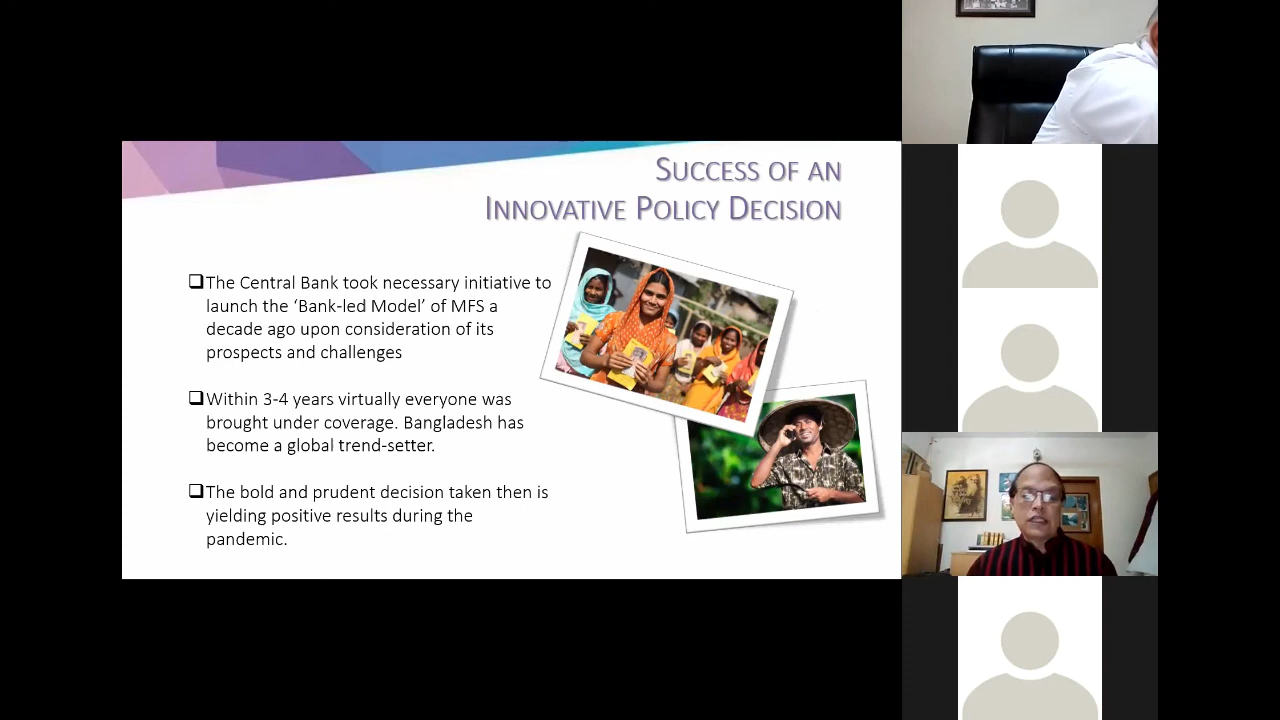 SUCCESS OF AN
INNOVATIVE POLICY DECISION
The Central Bank took necessary initiative to
launch the ‘Bank-led Model’ of MFS a
decade ago upon consideration of its
prospects and challenges
Within 3-4 years virtually everyone was
brought under coverage. Bangladesh has
become a global trend-setter.
The bold and prudent decision taken then is
yielding positive results during the
pandemic.